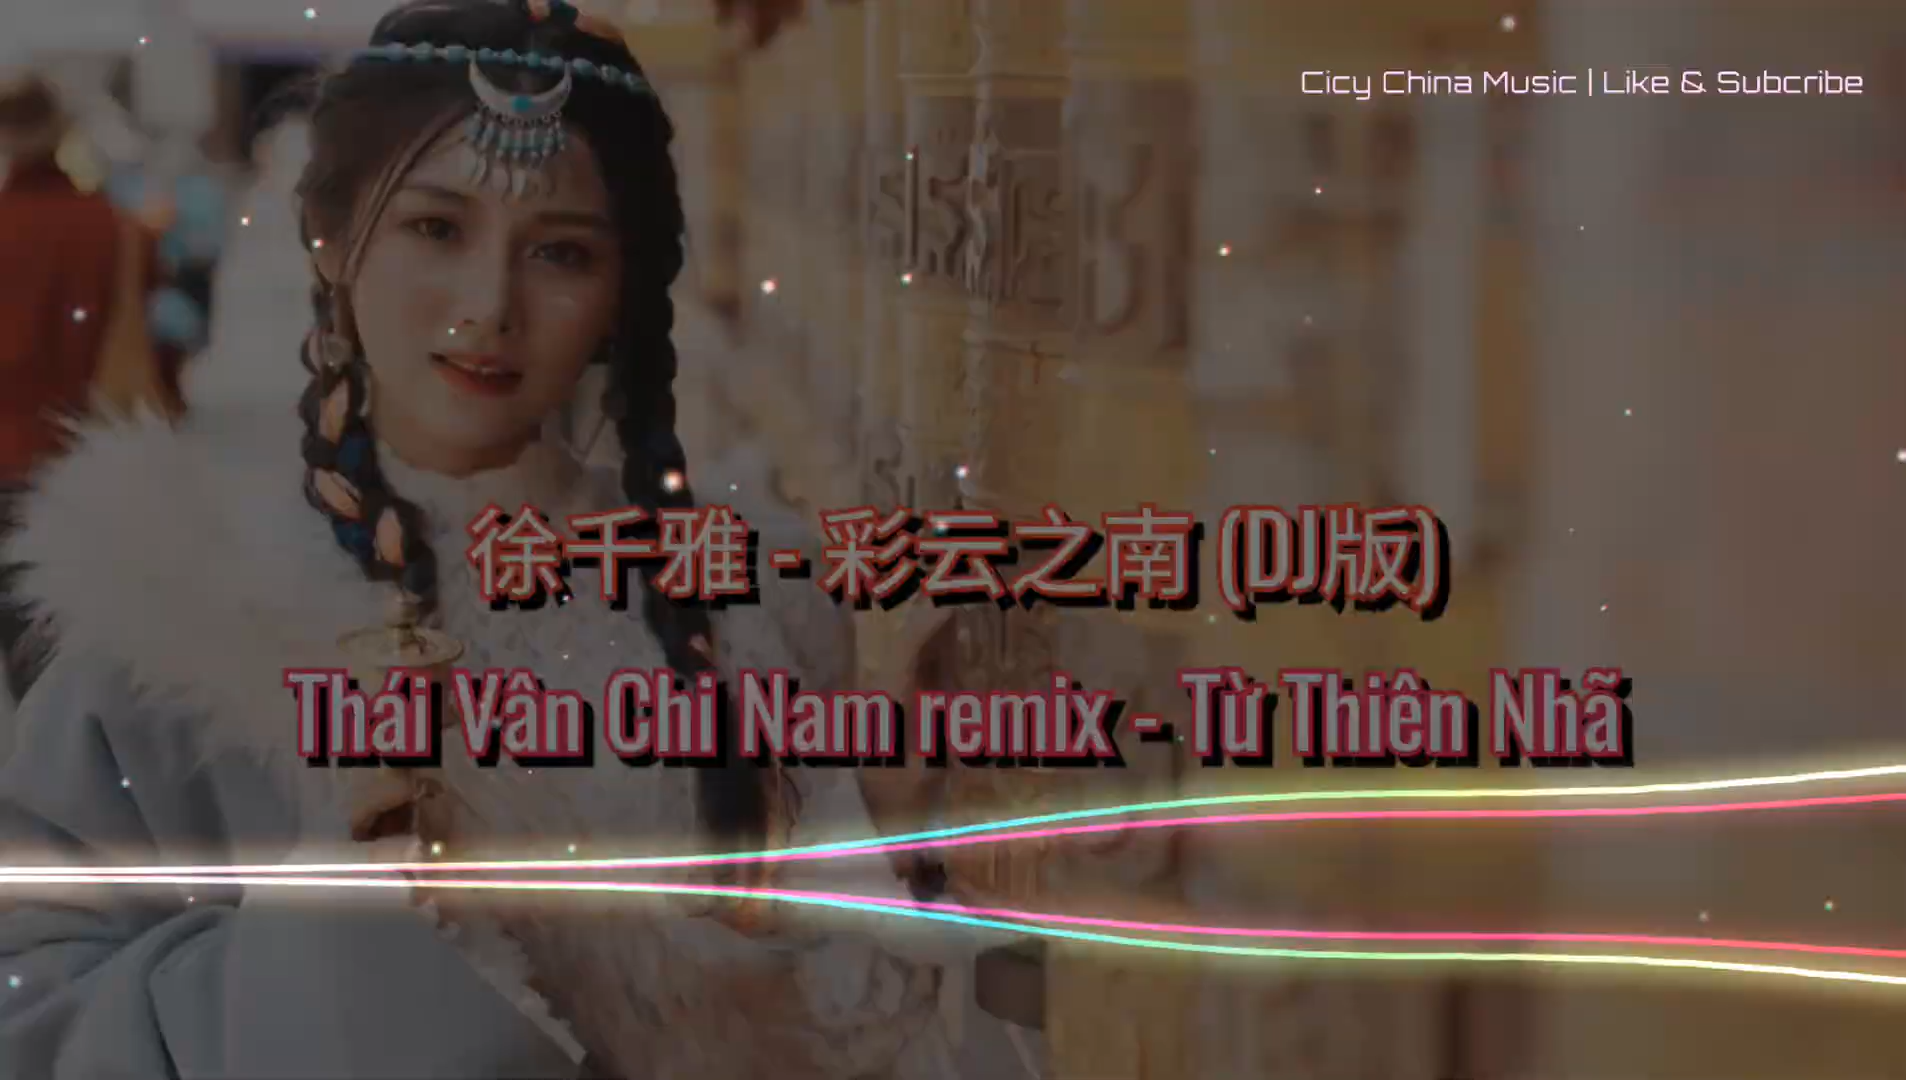 Cicy China Music | Like & Subcribe
徐千雅 - 彩云之南 (DJ版)
Thái Vân Chi Nam remix - Từ Thiên Nhã